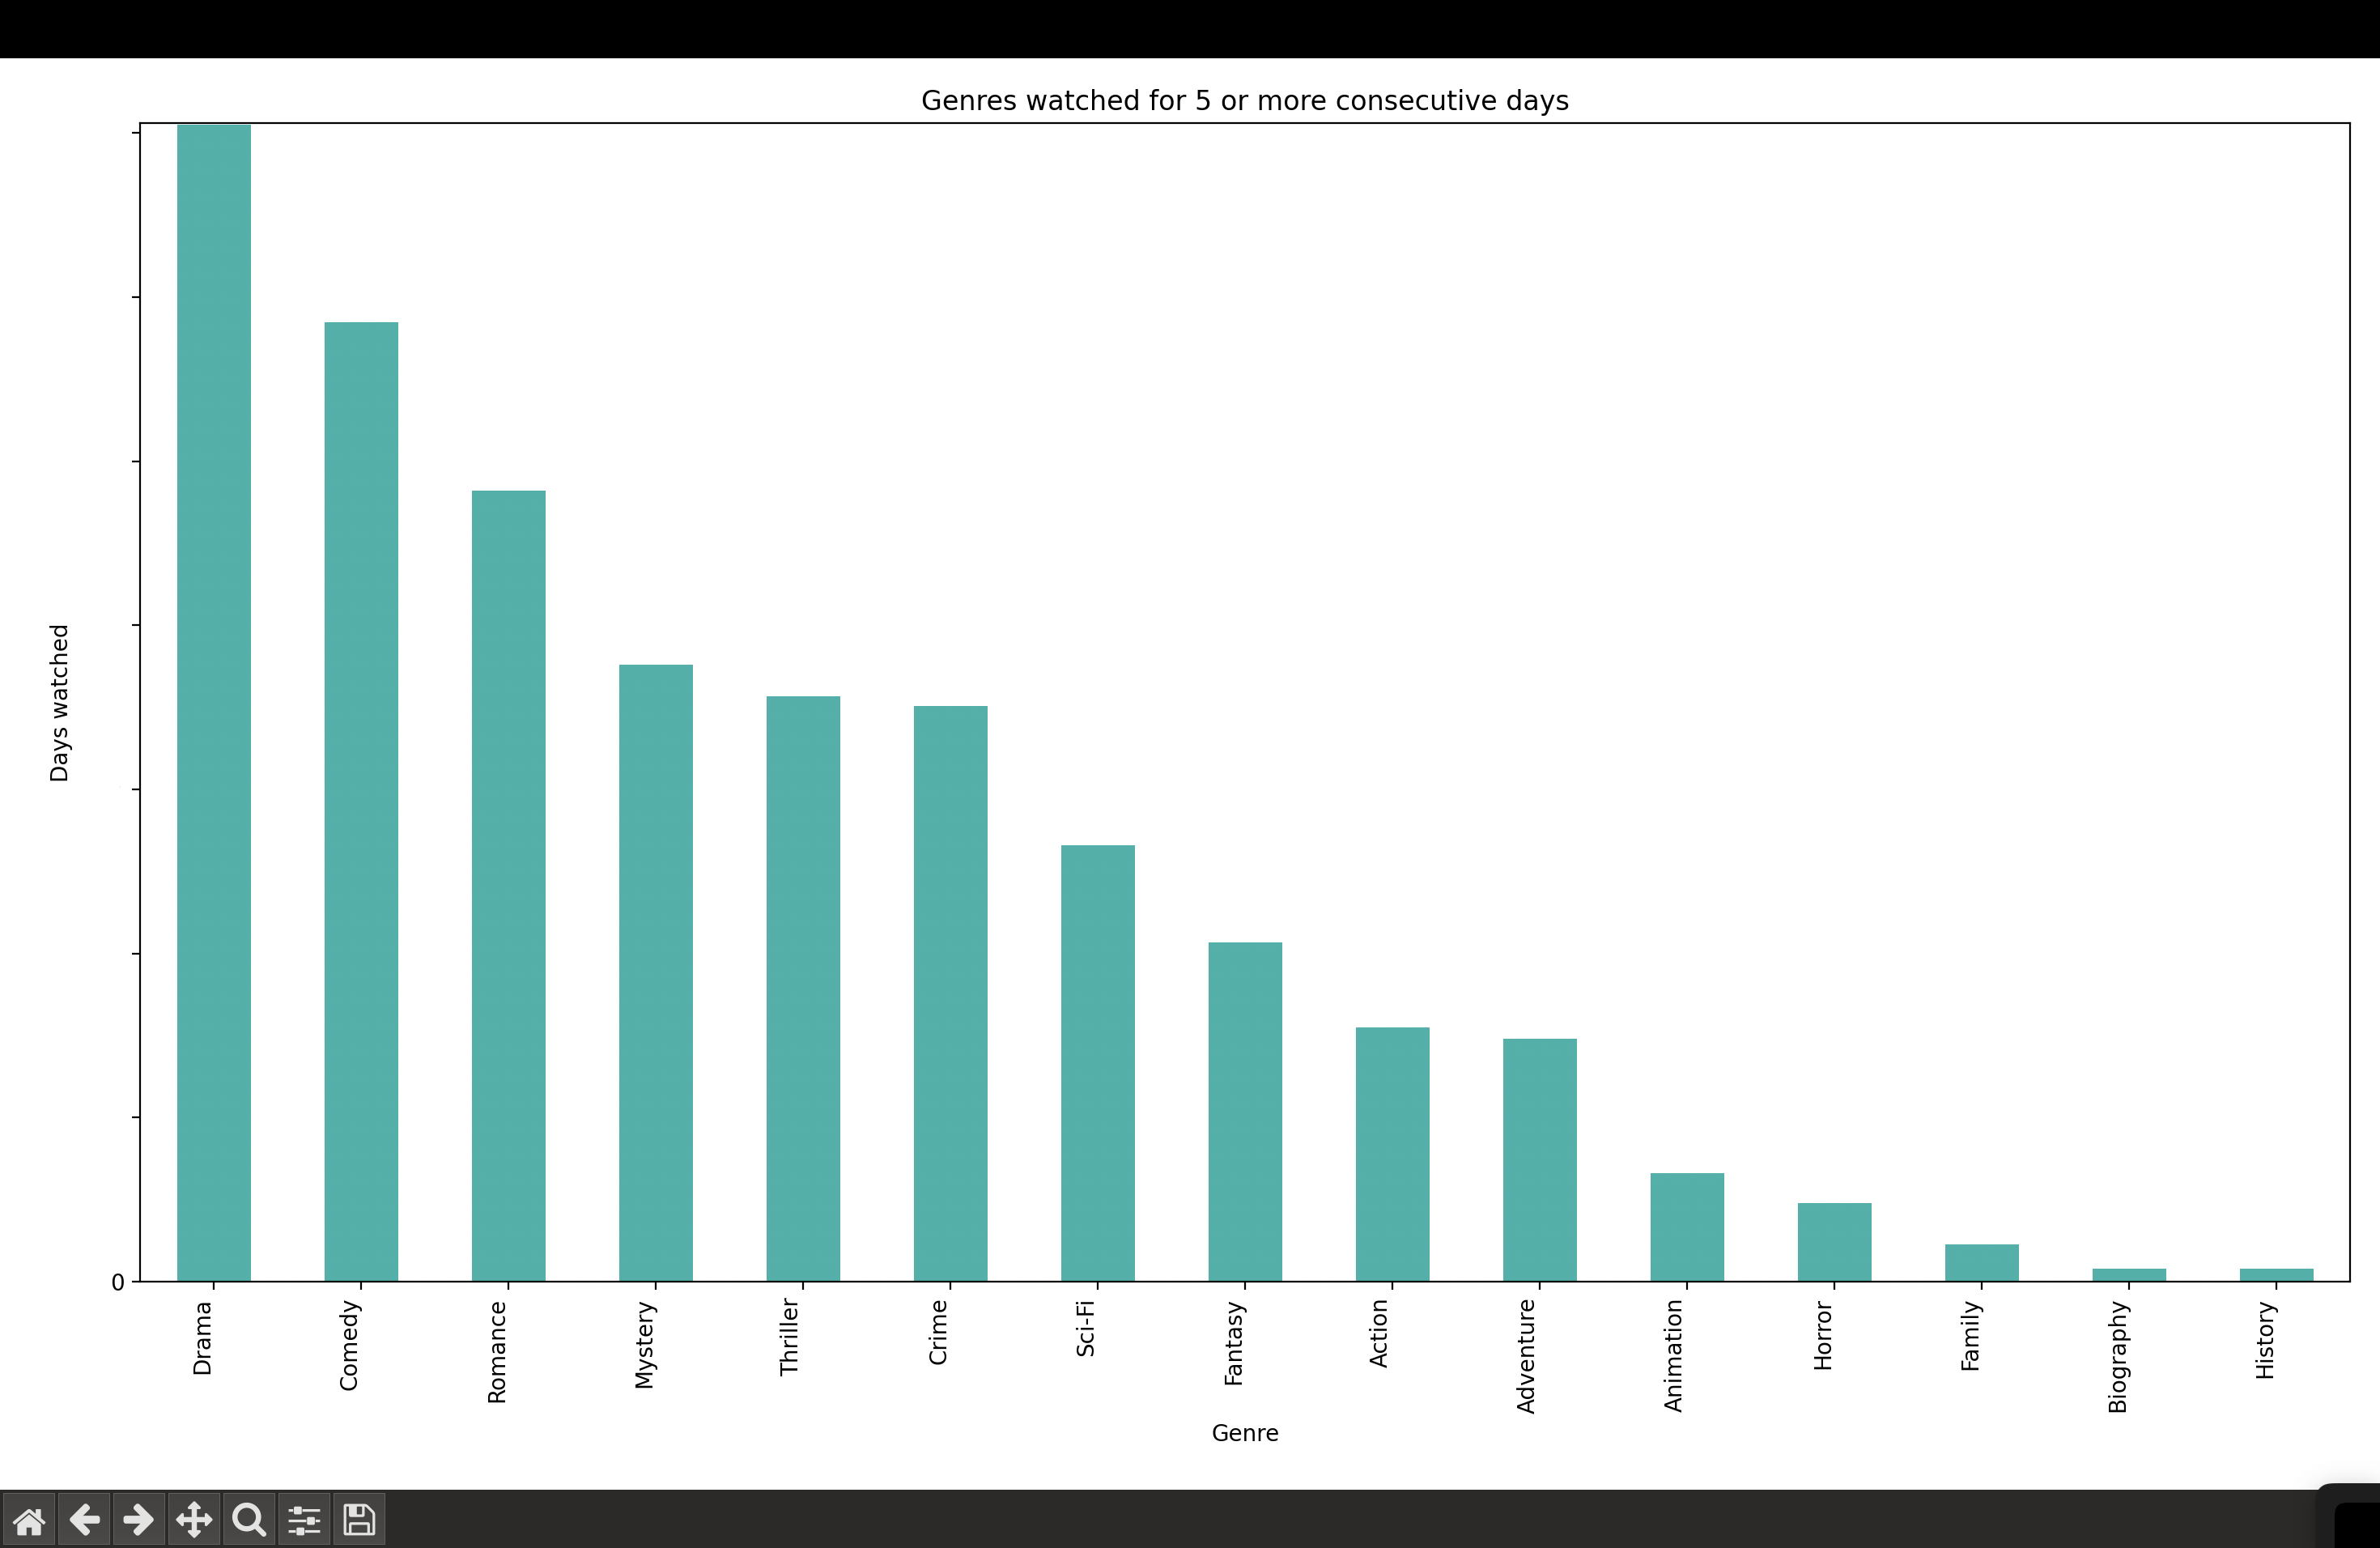 Genres watched for 5 or more consecutive days
Days watched
0
Drama
Comedy
Romance
Mystery
Thriller
Crime
Sci-Fi
Fantasy
Action
Adventure
Animation
Horror
Family
Biography
History
Genre